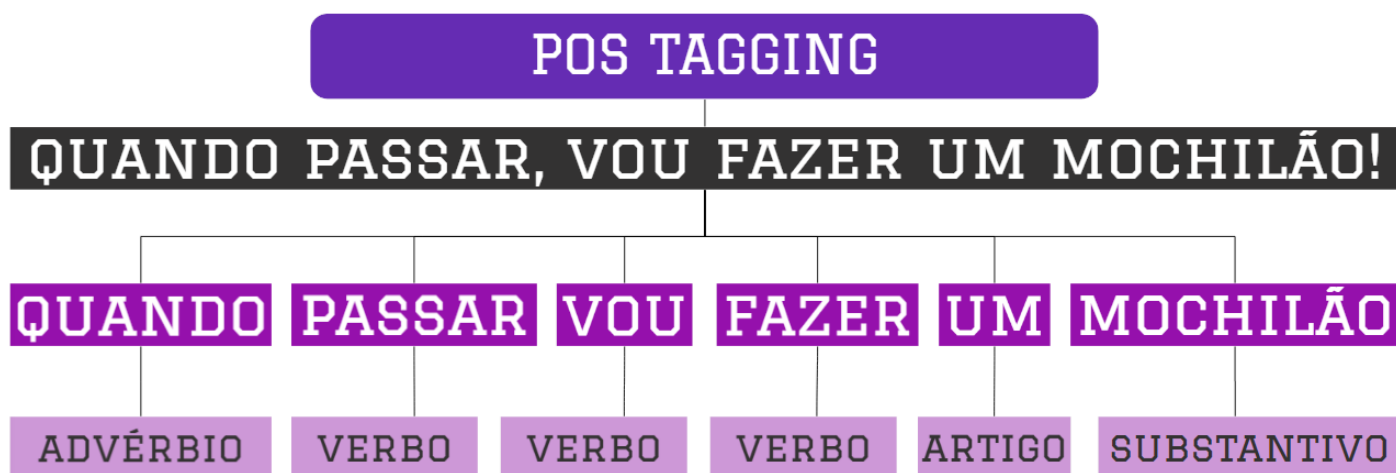 POS TAGGING
QUANDO PASSAR, VOU FAZER UM MOCHILÃO!
QUANDO PASSAR VOU FAZER UM MOCHILÃO
ADVÉRBIO VERBO VERBO VERBO ARTIGO SUBSTANTIVO